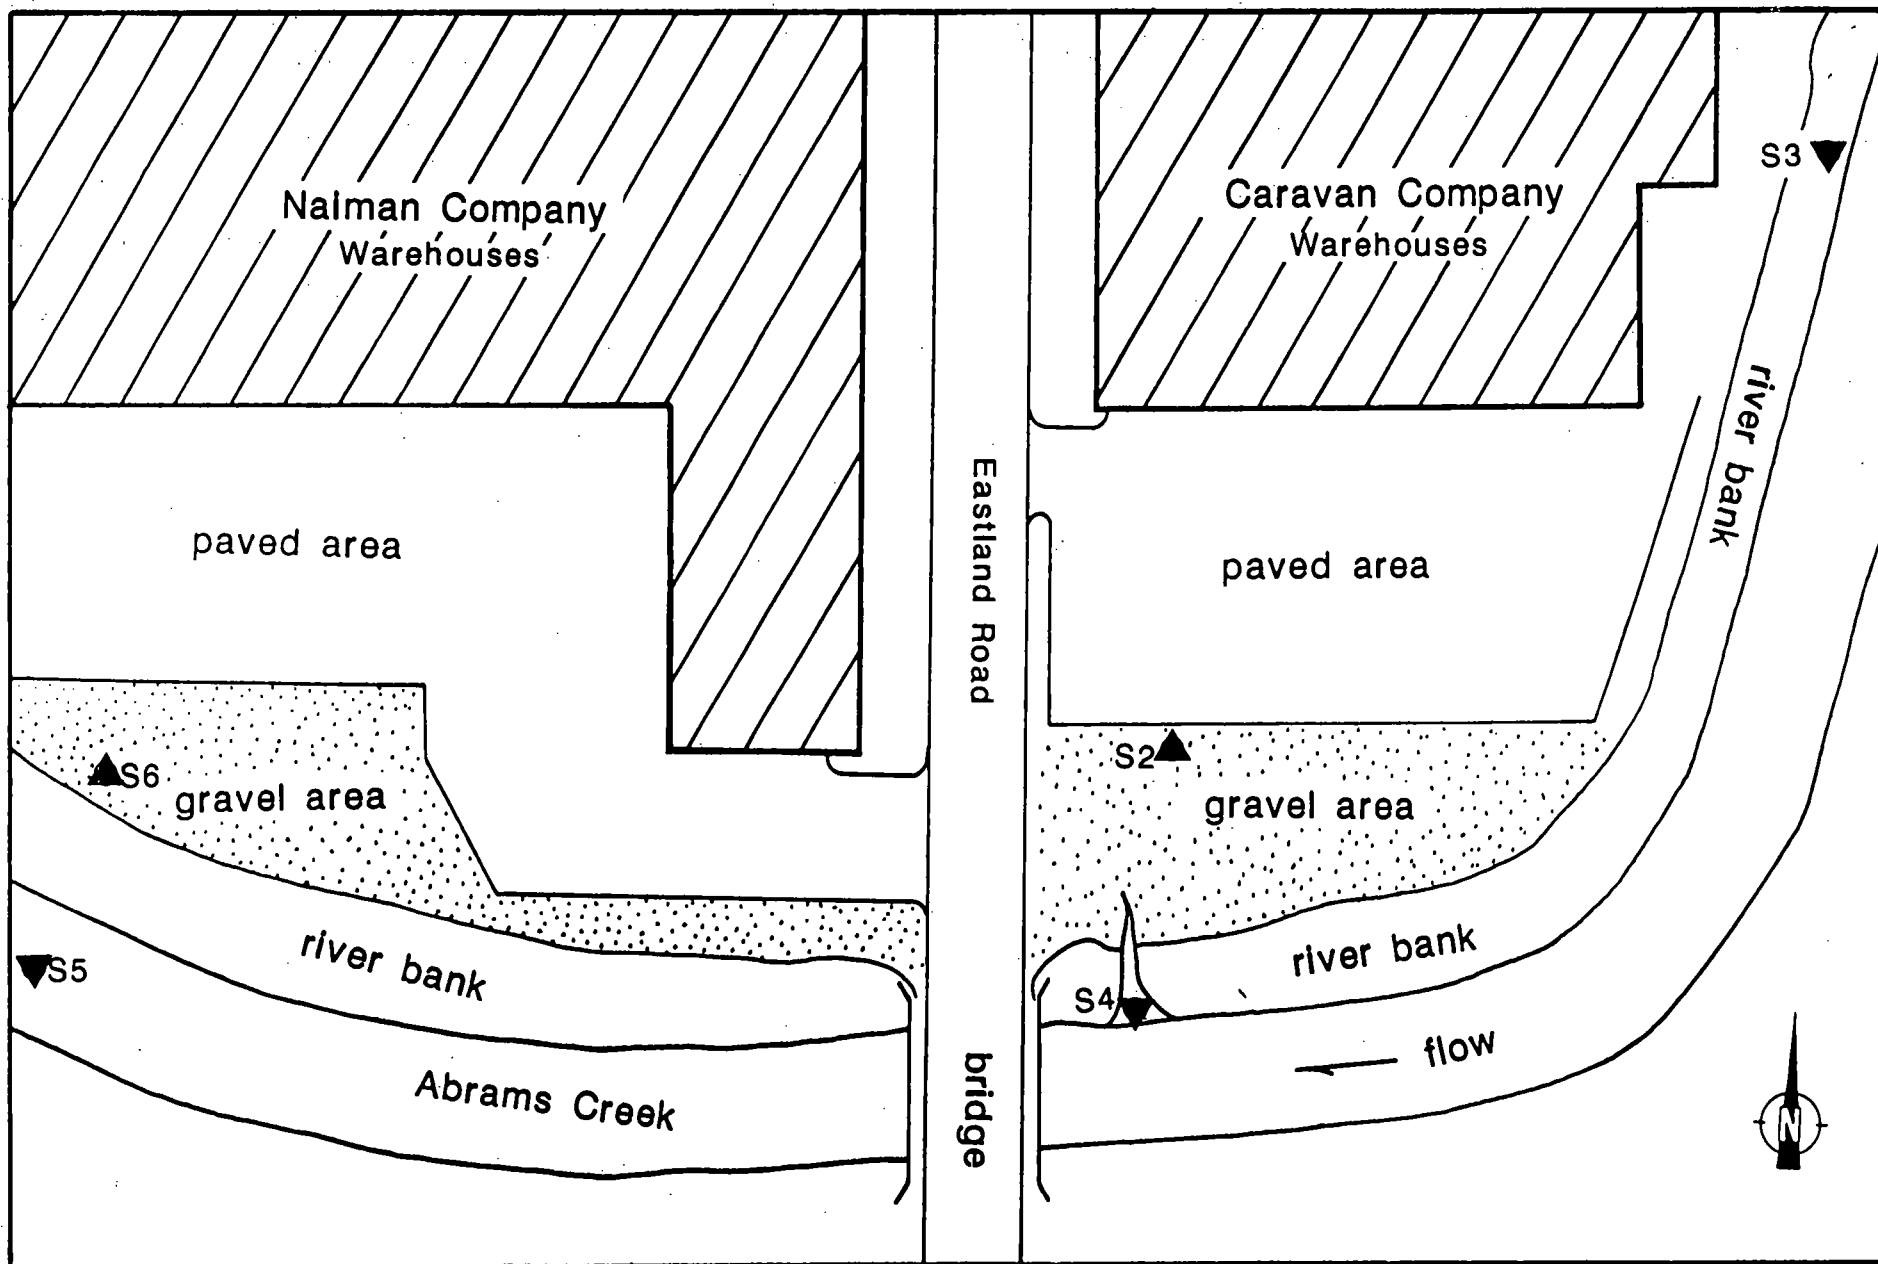 S3
Naiman Company
Warehouses
Caravan Company
Warehouses
river bank
Eastland Road
paved area
paved area
S2
S6
gravel area
gravel area
river bank
river bank
S5
S4
flow
bridge
Abrams Creek
N